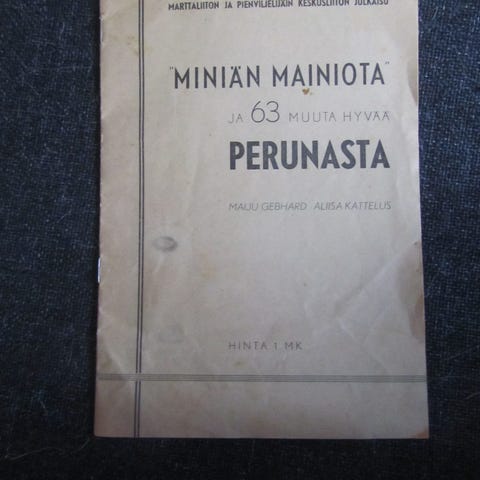 MARTTALIITON JA PIENVILJELIJÄIN KESKUSLIITON JULKAISU
"MINIÄN MAINIOTA"
JA 63 MUUTA HYVÄÄ
PERUNASTA
MAIJU GEBHARD ALIISA KATTELUS
HINTA 1 MK